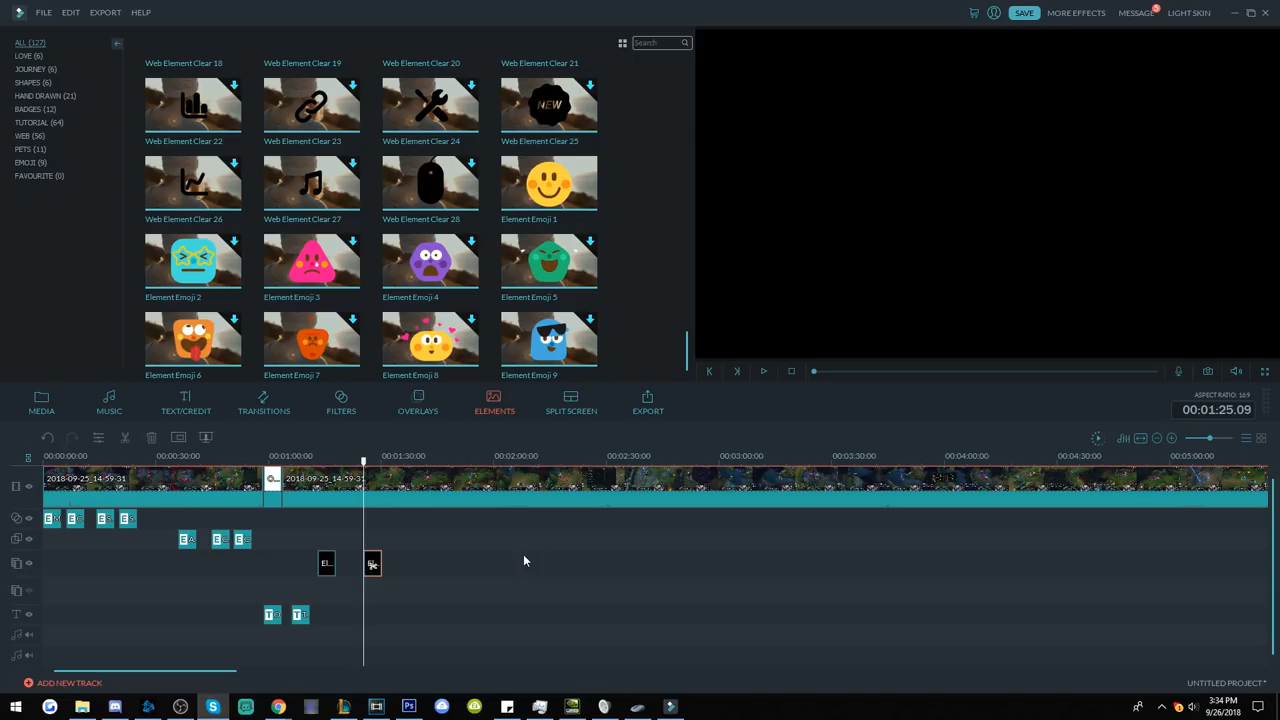 FILE EDIT EXPORT HELP SAVE MORE EFFECTS MESSAGE 5 LIGHT SKIN
ALL (127)
LOVE (6)
JOURNEY (6)
SHAPES (6)
HAND DRAWN (21)
BADGES (12)
TUTORIAL (64)
WEB (56)
PETS (11)
EMOJI (9)
FAVOURITE (0)
Search
Web Element Clear 18 Web Element Clear 19 Web Element Clear 20 Web Element Clear 21
NEW
Web Element Clear 22 Web Element Clear 23 Web Element Clear 24 Web Element Clear 25
Web Element Clear 26 Web Element Clear 27 Web Element Clear 28 Element Emoji 1
Element Emoji 2 Element Emoji 3 Element Emoji 4 Element Emoji 5
Element Emoji 6 Element Emoji 7 Element Emoji 8 Element Emoji 9
MEDIA MUSIC TEXT/CREDIT TRANSITIONS FILTERS OVERLAYS ELEMENTS SPLIT SCREEN EXPORT
ASPECT RATIO: 16:9
00:01:25.09
00:00:00:00 00:00:30:00 00:01:00:00 00:01:30:00 00:02:00:00 00:02:30:00 00:03:00:00 00:03:30:00 00:04:00:00 00:04:30:00 00:05:00:00
2018-09-25_14-59-31 2018-09-25_14-59-31
El...
ADD NEW TRACK
UNTITLED PROJECT*
3:34 PM
9/26/2018